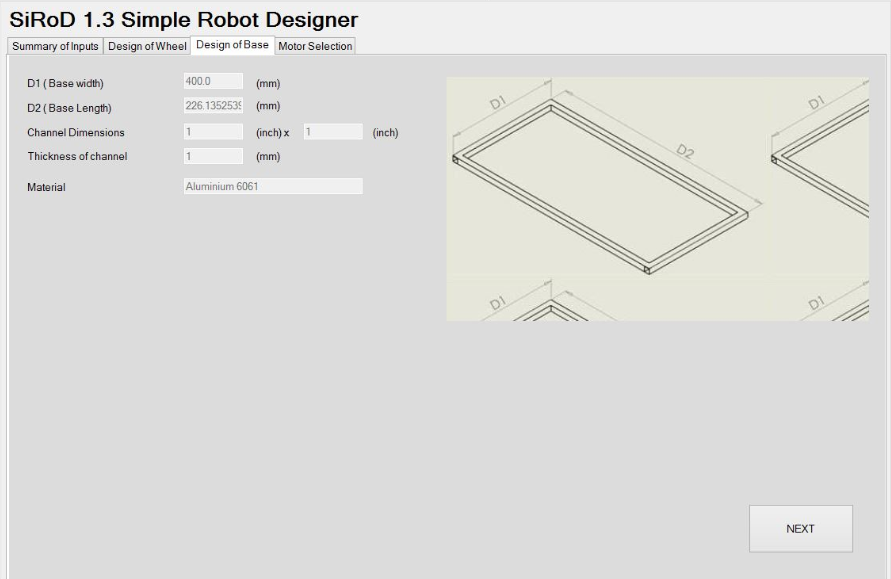 SiRoD 1.3 Simple Robot Designer
Summary of Inputs Design of Wheel Design of Base Motor Selection
D1 ( Base width) 400.0 (mm)
D2 ( Base Length) 226.1352539 (mm)
Channel Dimensions 1 (inch) x 1 (inch)
Thickness of channel 1 (mm)
Material Aluminium 6061
D1 D1
D2
D1 D1
NEXT